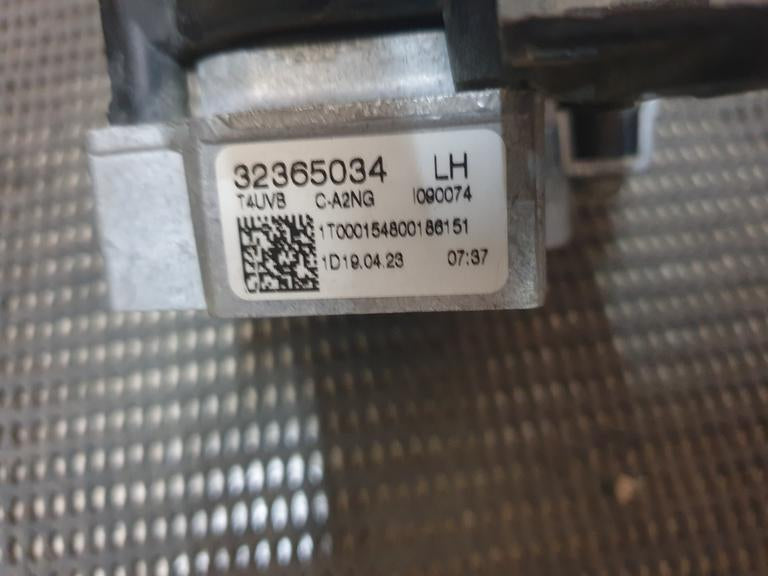 32365034 LH
T4UVB C-A2NG I090074
1T000154800186151
1D19.04.23 07:37